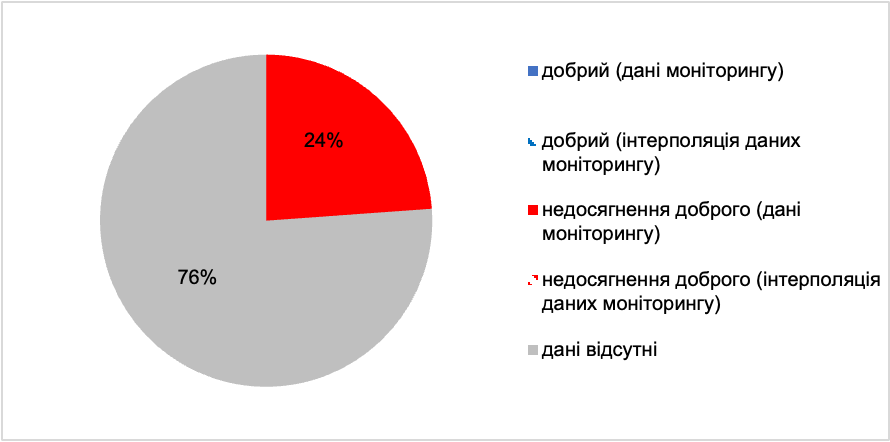 24%
76%
добрий (дані моніторингу)
добрий (інтерполяція даних
моніторингу)
недосягнення доброго (дані
моніторингу)
недосягнення доброго (інтерполяція
даних моніторингу)
дані відсутні